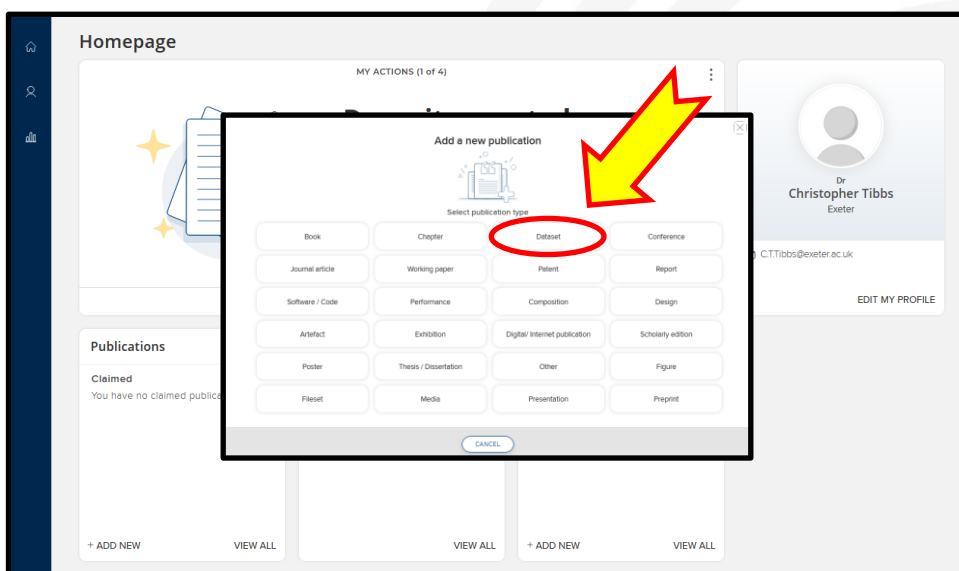 Homepage
MY ACTIONS (1 of 4)
Add a new publication
Select publication type
Book Chapter Dataset Conference
Journal article Working paper Patent Report
Software / Code Performance Composition Design
Artefact Exhibition Digital/ Internet publication Scholarly edition
Poster Thesis / Dissertation Other Figure
Fileset Media Presentation Preprint
CANCEL
Dr
Christopher Tibbs
Exeter
C.T.Tibbs@exeter.ac.uk
EDIT MY PROFILE
Publications
Claimed
You have no claimed publica
+ ADD NEW VIEW ALL
VIEW ALL
+ ADD NEW VIEW ALL